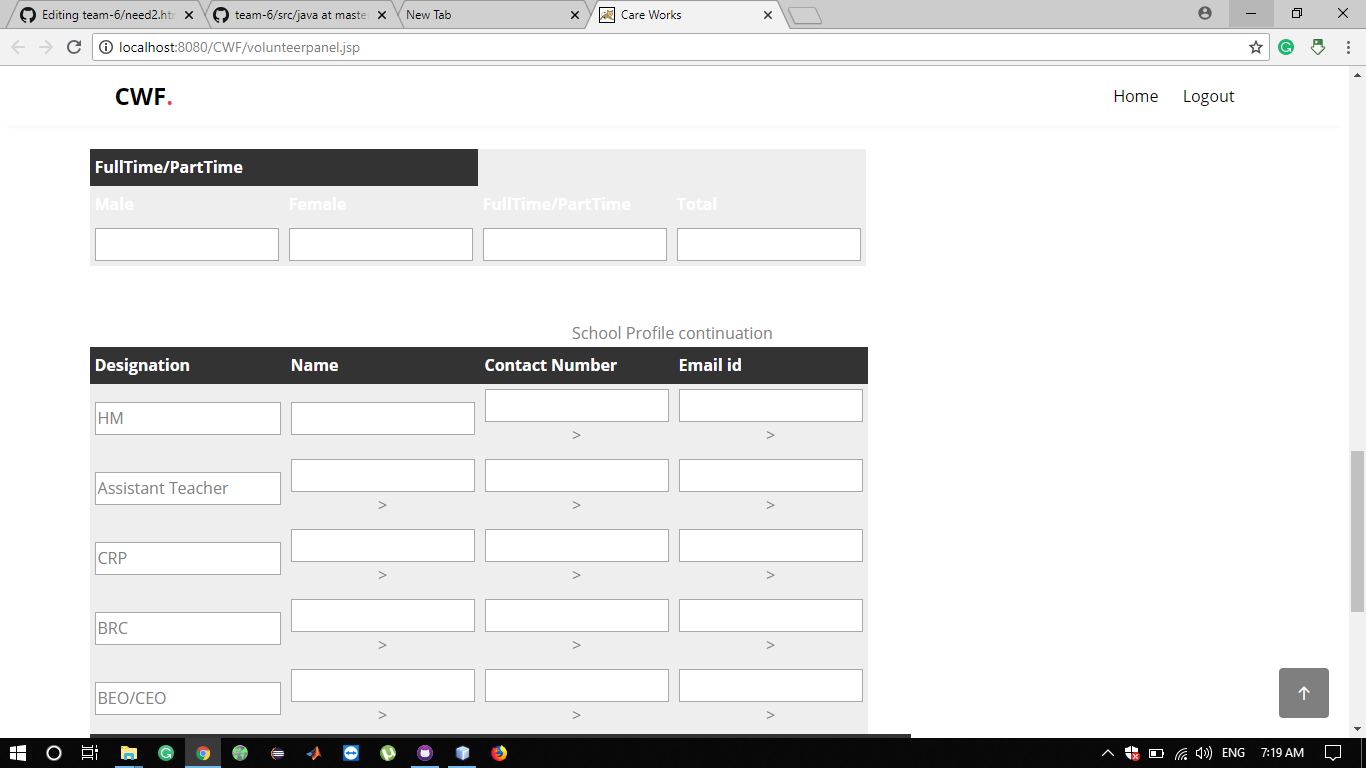 Editing team-6/need2.htm
team-6/src/java at maste
New Tab
Care Works
localhost:8080/CWF/volunteerpanel.jsp
CWF.
Home Logout
FullTime/PartTime
Male Female FullTime/PartTime Total
School Profile continuation
Designation Name Contact Number Email id
HM
> >
Assistant Teacher
> > >
CRP
> > >
BRC
> > >
BEO/CEO
> > >
ENG 7:19 AM